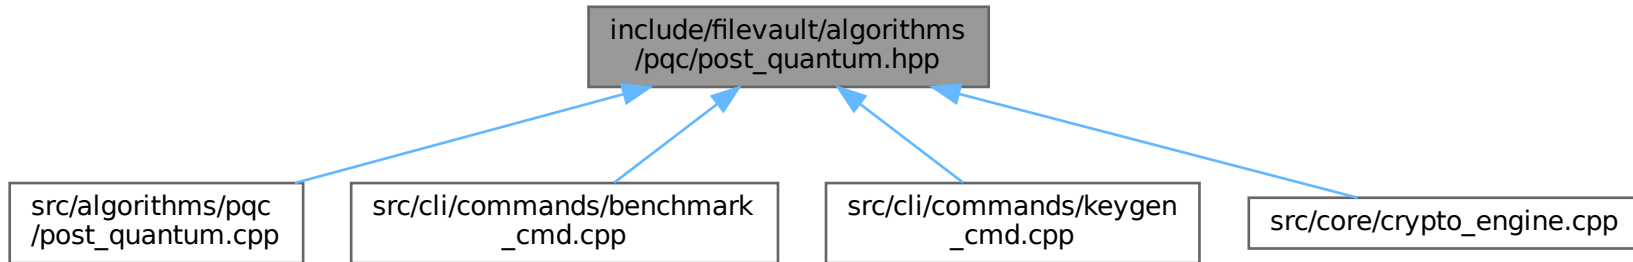 include/filevault/algorithms
/pqc/post_quantum.hpp
src/algorithms/pqc
/post_quantum.cpp
src/cli/commands/benchmark
_cmd.cpp
src/cli/commands/keygen
_cmd.cpp
src/core/crypto_engine.cpp